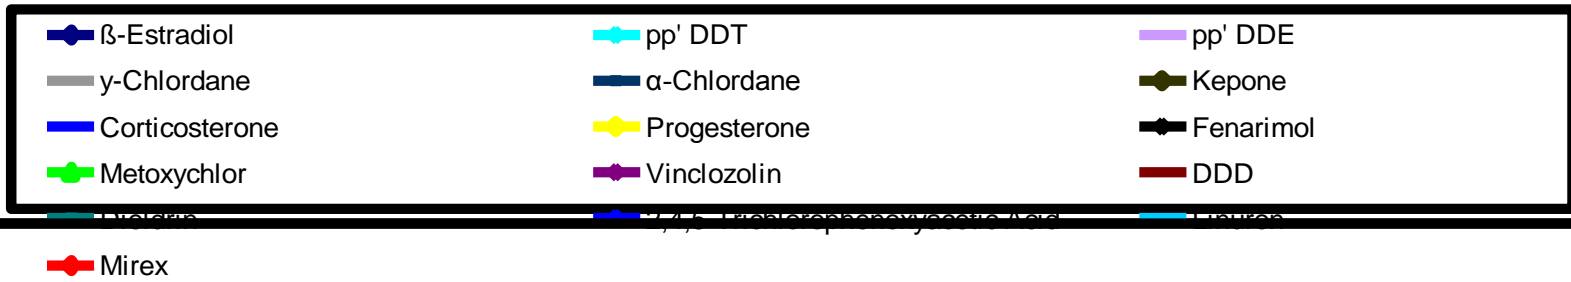 ß-Estradiol pp' DDT pp' DDE
y-Chlordane α-Chlordane Kepone
Corticosterone Progesterone Fenarimol
Metoxychlor Vinclozolin DDD
Dieldrin 2,4,5-Trichlorophenoxyacetic Acid Linuron
Mirex